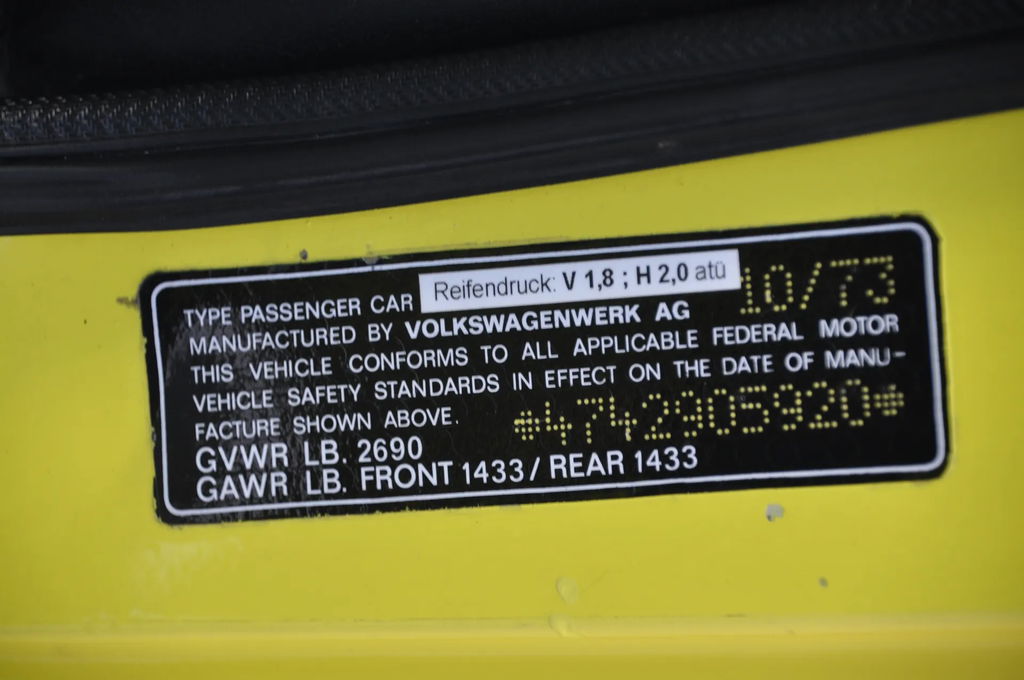 TYPE PASSENGER CAR Reifendruck: V 1,8 ; H 2,0 atü 10/73
MANUFACTURED BY VOLKSWAGENWERK AG
THIS VEHICLE CONFORMS TO ALL APPLICABLE FEDERAL MOTOR
VEHICLE SAFETY STANDARDS IN EFFECT ON THE DATE OF MANU-
FACTURE SHOWN ABOVE. *4742905920*
GVWR LB. 2690
GAWR LB. FRONT 1433 / REAR 1433